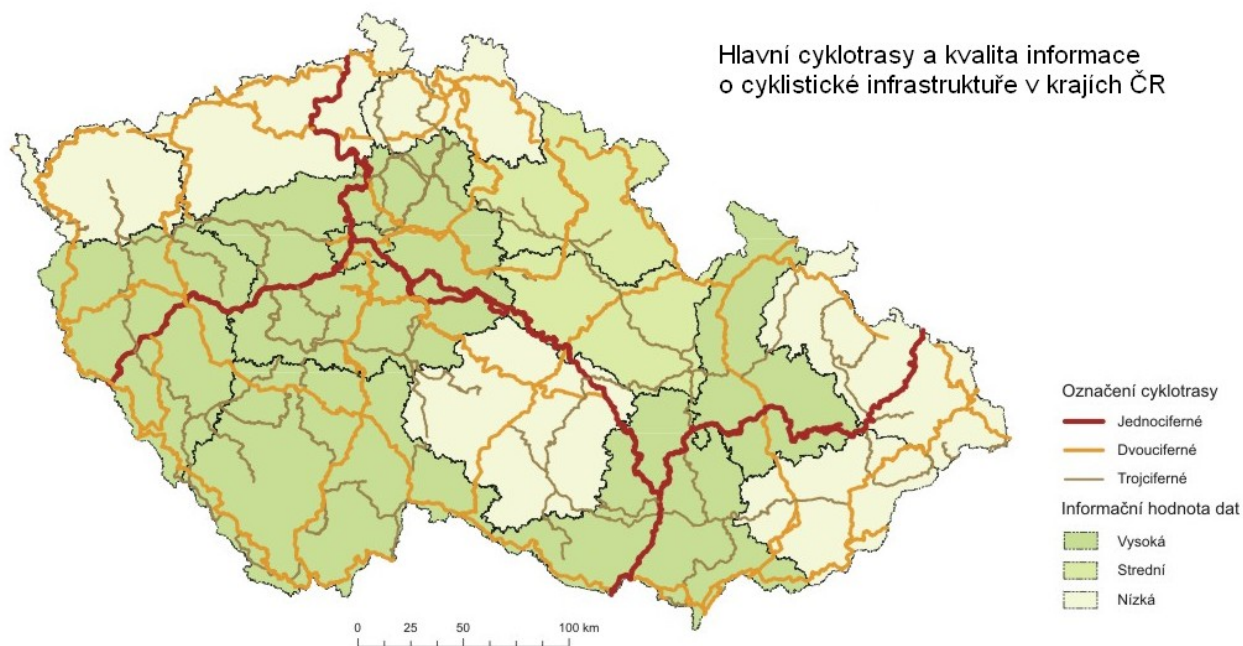 Hlavní cyklotrasy a kvalita informace
o cyklistické infrastruktuře v krajích ČR
Označení cyklotrasy
Jednociferné
Dvouciferné
Trojciferné
Informační hodnota dat
Vysoká
Strední
Nízká
0 25 50 100 km